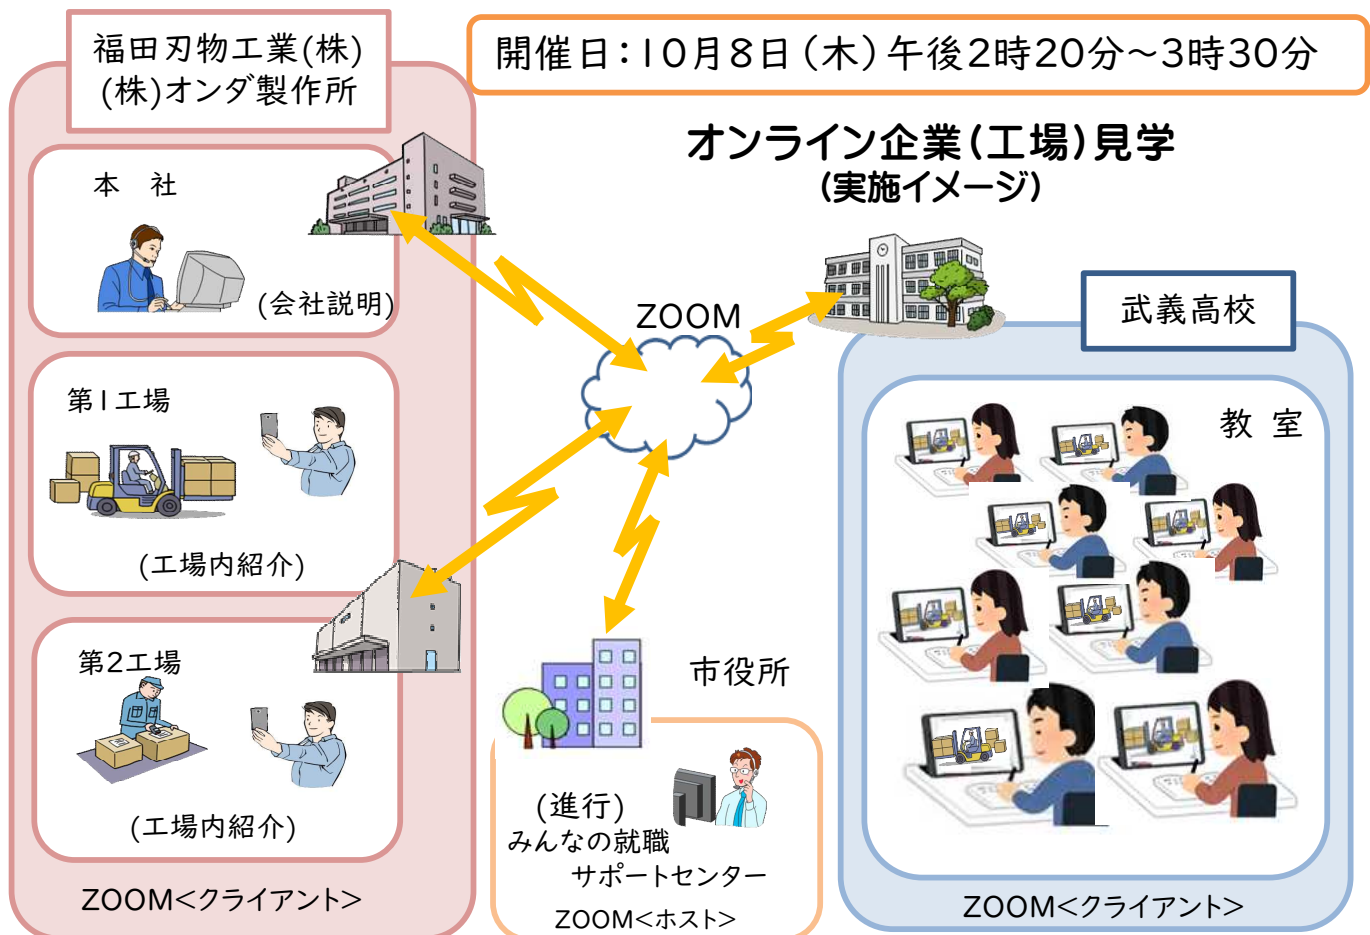 福田刃物工業(株)
(株)オンダ製作所
開催日:10月8日(木)午後2時20分~3時30分
オンライン企業(工場)見学
(実施イメージ)
本 社
(会社説明)
第1工場
(工場内紹介)
第2工場
(工場内紹介)
ZOOM<クライアント>
ZOOM
市役所
(進行)
みんなの就職
サポートセンター
ZOOM<ホスト>
武義高校
教 室
ZOOM<クライアント>